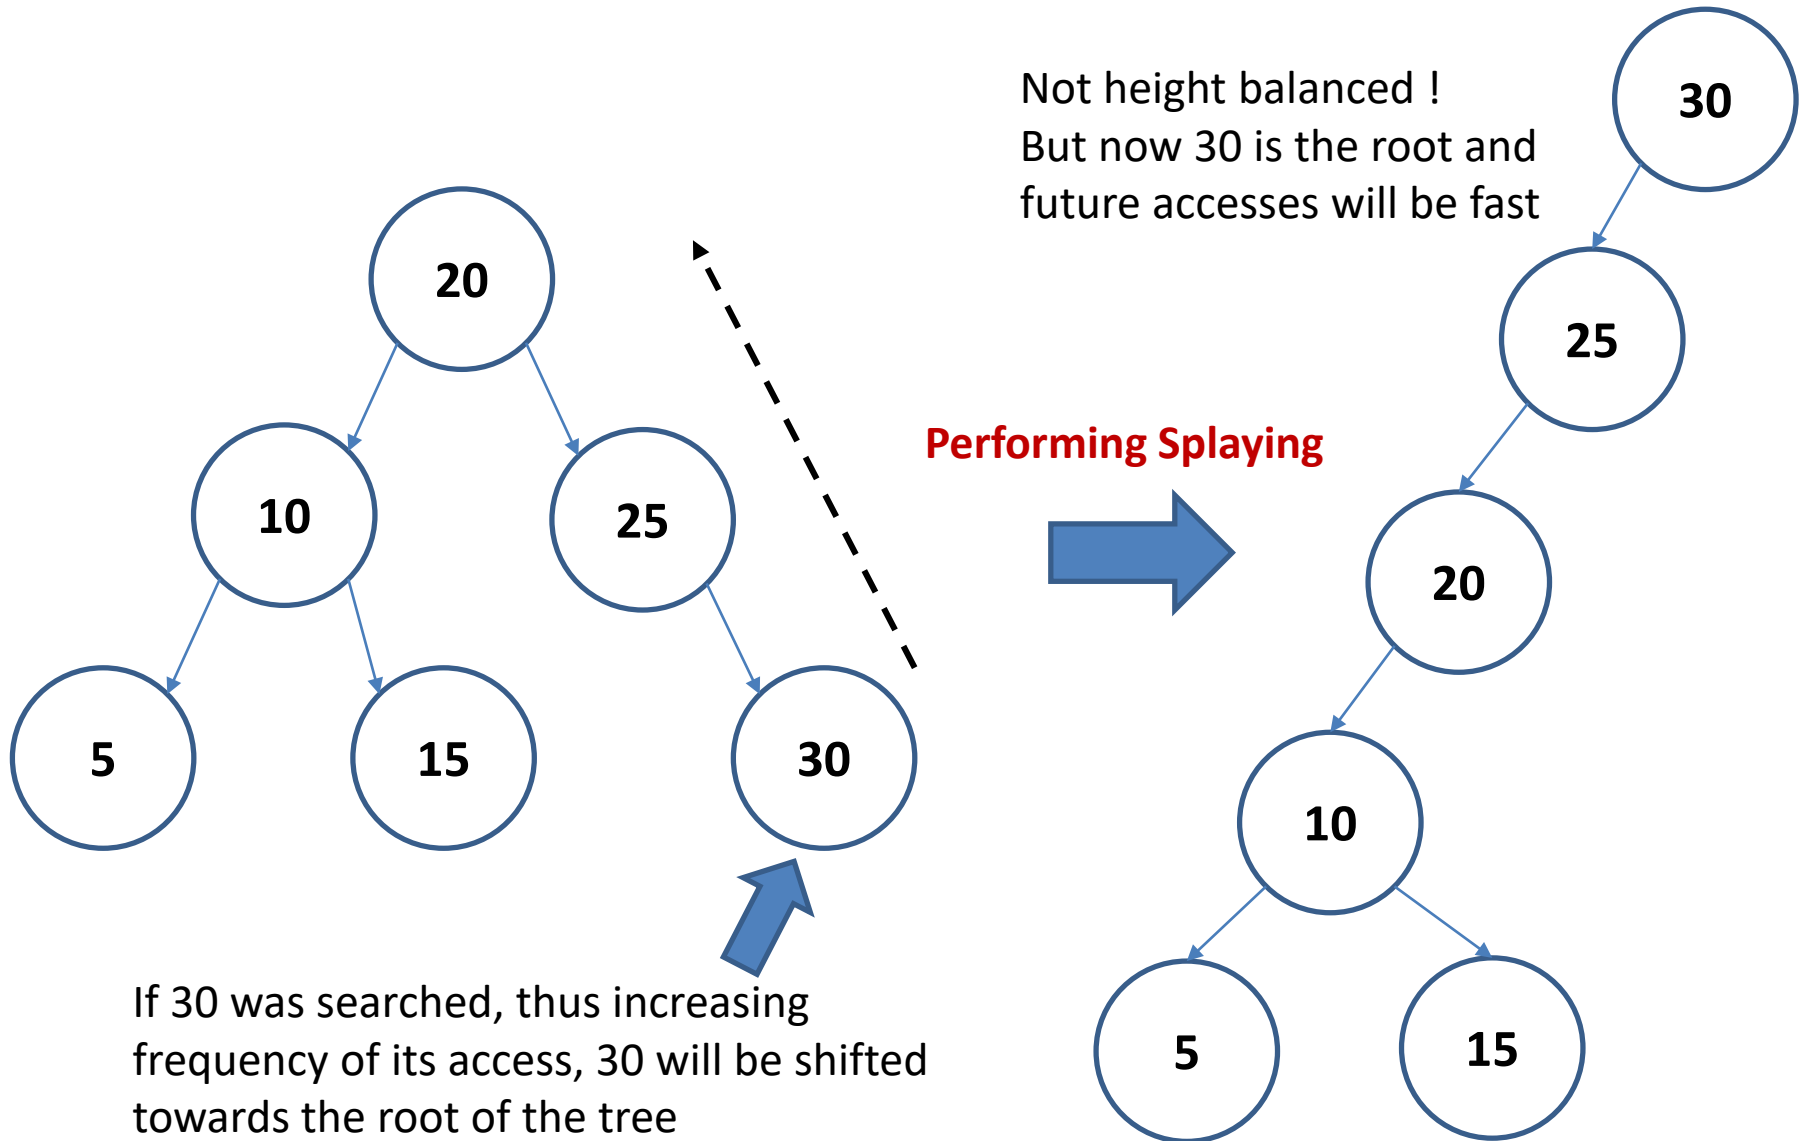 Not height balanced !
But now 30 is the root and
future accesses will be fast
30
20
25
Performing Splaying
10
25
20
5
15
30
10
If 30 was searched, thus increasing
frequency of its access, 30 will be shifted
towards the root of the tree
5
15